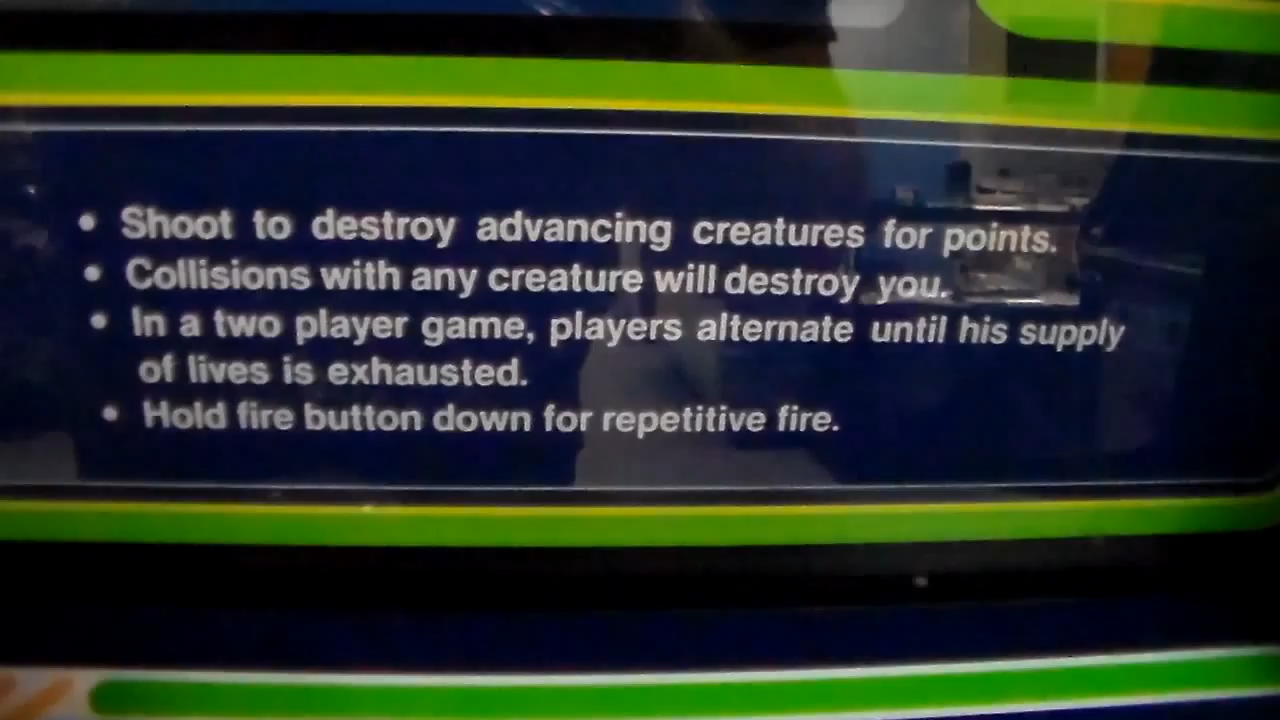 • Shoot to destroy advancing creatures for points.
• Collisions with any creature will destroy you.
• In a two player game, players alternate until his supply
of lives is exhausted.
• Hold fire button down for repetitive fire.